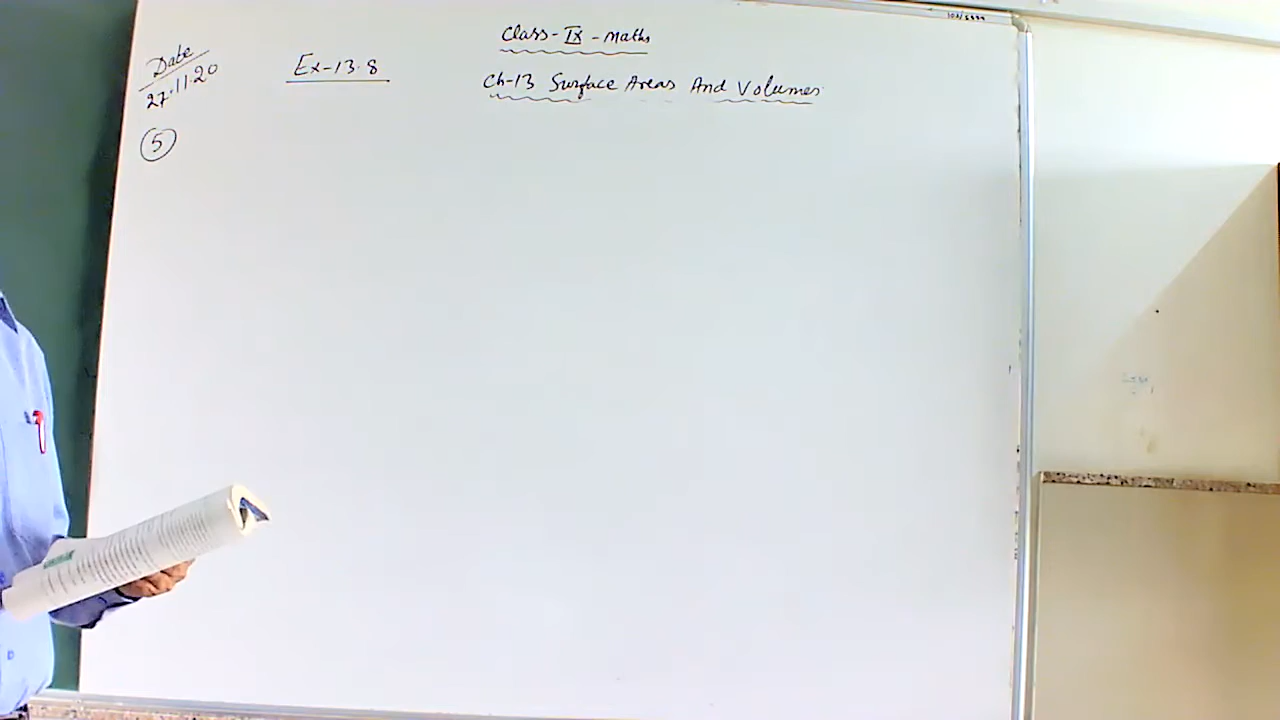 Class-IX-Maths
Date
27.11.20
Ex-13.8
Ch-13 Surface Areas And Volumes
5